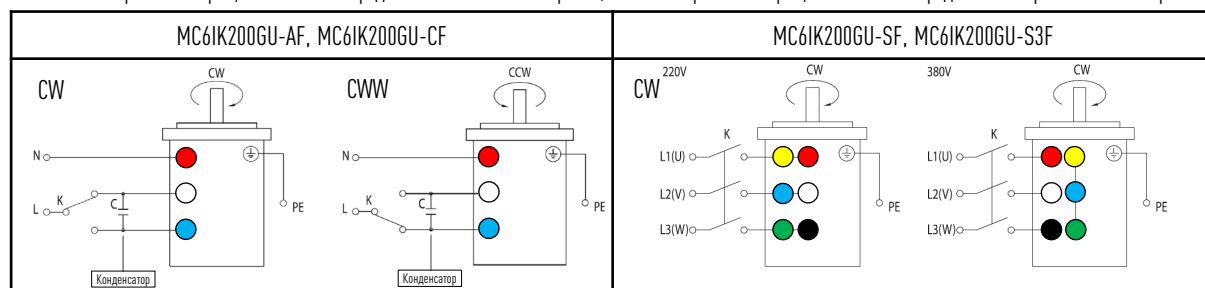 MC6IK200GU-AF, MC6IK200GU-CF
MC6IK200GU-SF, MC6IK200GU-S3F
CW
CW
N
L
K
C
PE
Конденсатор
CWW
CCW
N
L
K
C
PE
Конденсатор
CW
220V
CW
K
L1(U)
L2(V)
L3(W)
PE
380V
CW
K
L1(U)
L2(V)
L3(W)
PE